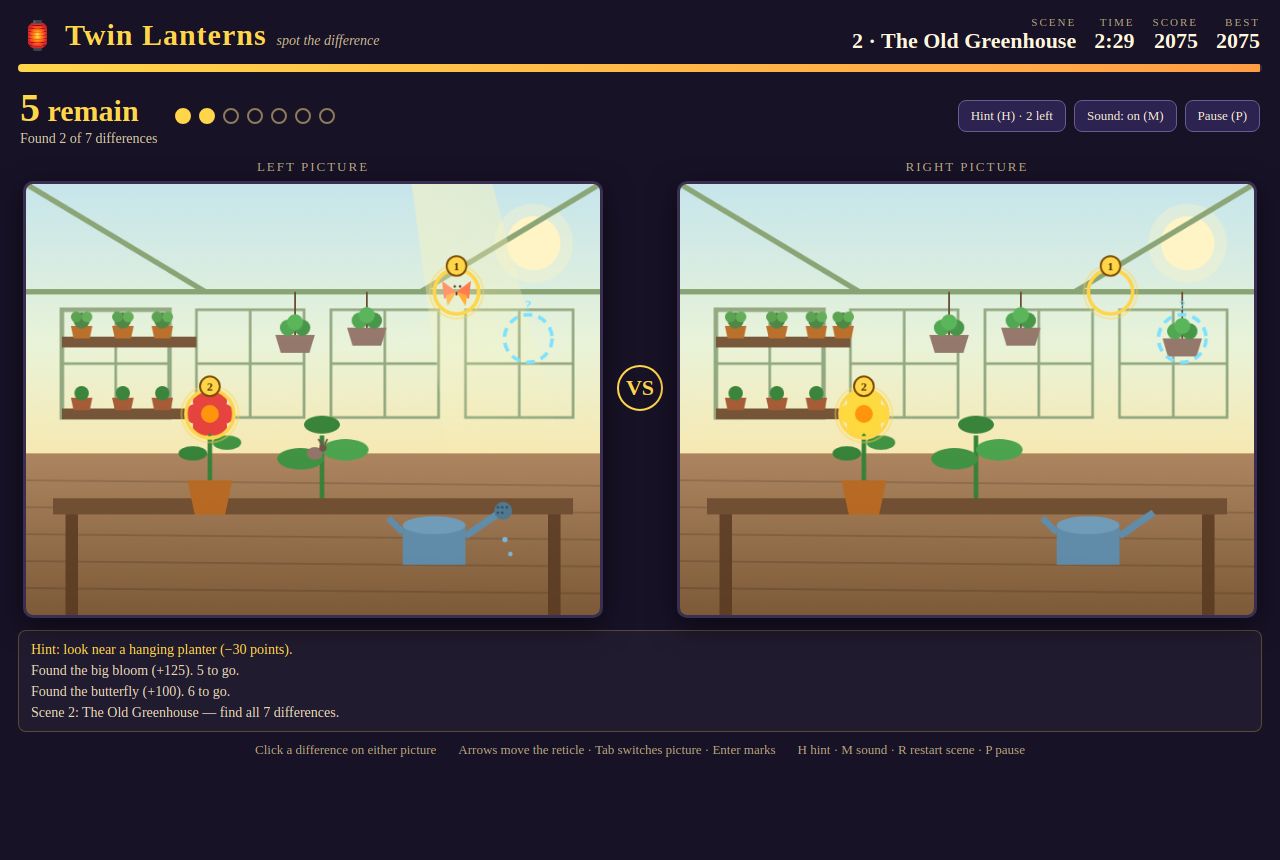 Twin Lanterns spot the difference
SCENE TIME SCORE BEST
2 · The Old Greenhouse 2:29 2075 2075
5 remain
Found 2 of 7 differences
Hint (H) · 2 left
Sound: on (M)
Pause (P)
LEFT PICTURE
RIGHT PICTURE
1
?
2
VS
1
?
2
Hint: look near a hanging planter (−30 points).
Found the big bloom (+125). 5 to go.
Found the butterfly (+100). 6 to go.
Scene 2: The Old Greenhouse — find all 7 differences.
Click a difference on either picture Arrows move the reticle · Tab switches picture · Enter marks H hint · M sound · R restart scene · P pause